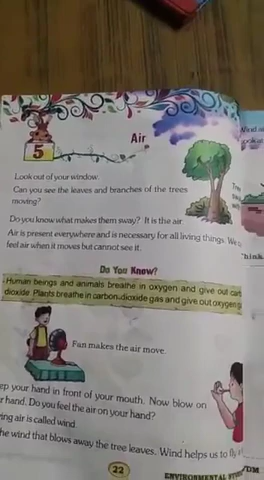 Air
5
Look out of your window.
Can you see the leaves and branches of the trees
moving?
Do you know what makes them sway? It is the air.
Air is present everywhere and is necessary for all living things. We
feel air when it moves but cannot see it.
Do You Know?
Human beings and animals breathe in oxygen and give out
dioxide. Plants breathe in carbon-dioxide gas and give out oxygen
Fan makes the air move.
ep your hand in front of your mouth. Now blow on
r hand. Do you feel the air on your hand?
ing air is called wind
he wind that blows away the tree leaves. Wind helps us to
22